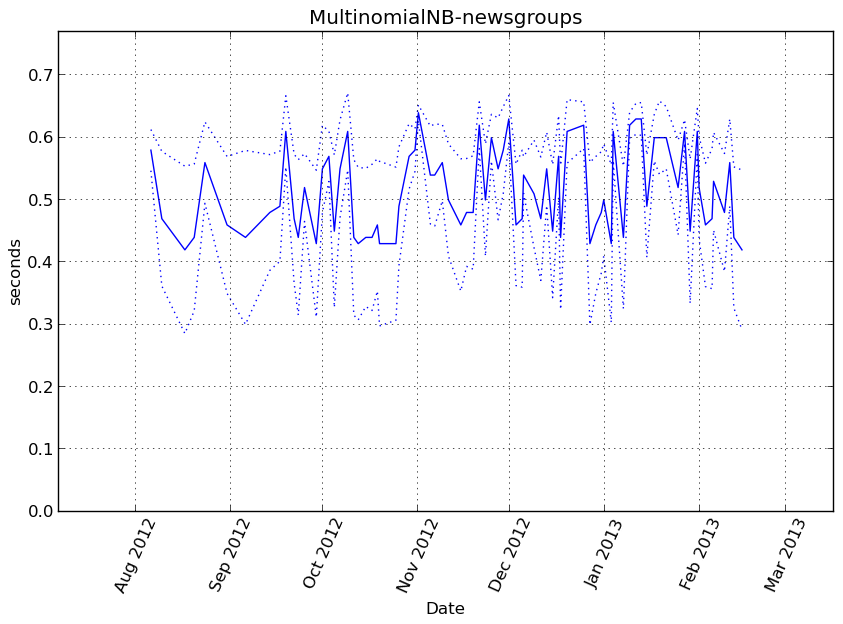 MultinomialNB-newsgroups
0.7
0.6
0.5
0.4
0.3
0.2
0.1
0.0
seconds
Aug 2012
Sep 2012
Oct 2012
Nov 2012
Dec 2012
Jan 2013
Feb 2013
Mar 2013
Date